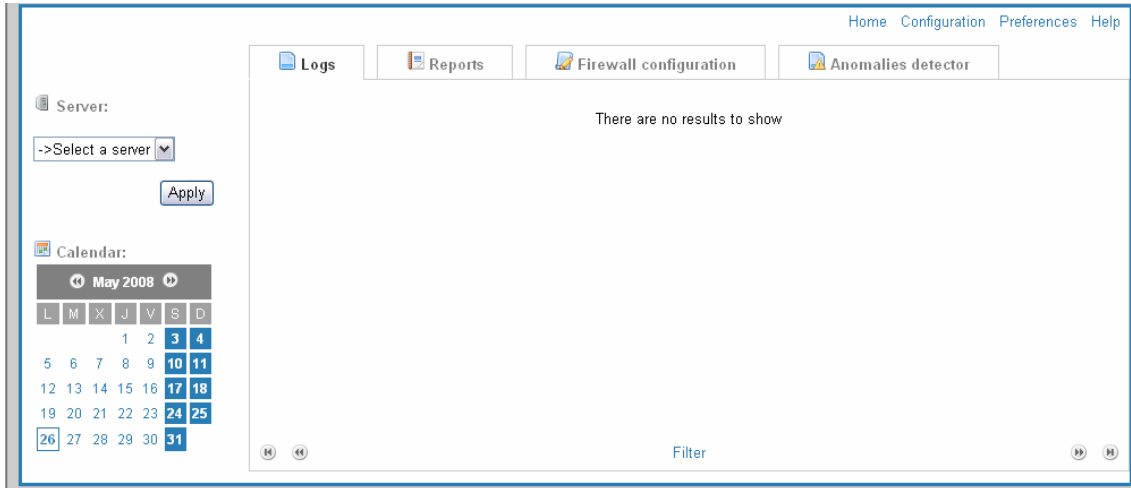 Home Configuration Preferences Help
Logs Reports Firewall configuration Anomalies detector
Server:
->Select a server
Apply
There are no results to show
Calendar:
May 2008
L M X J V S D
1 2 3 4
5 6 7 8 9 10 11
12 13 14 15 16 17 18
19 20 21 22 23 24 25
26 27 28 29 30 31
Filter